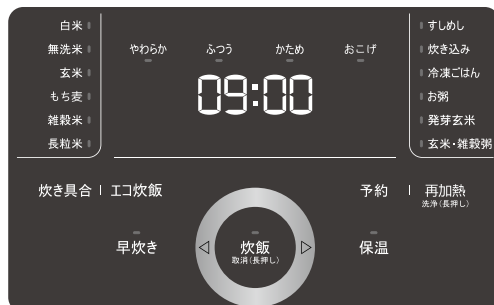 白米
無洗米
玄米
もち麦
雑穀米
長粒米
やわらか ふつう かため おこげ
09:00
すしめし
炊き込み
冷凍ごはん
お粥
発芽玄米
玄米・雑穀粥
炊き具合 エコ炊飯 予約 再加熱
洗浄(長押し)
早炊き 炊飯 保温
取消(長押し)